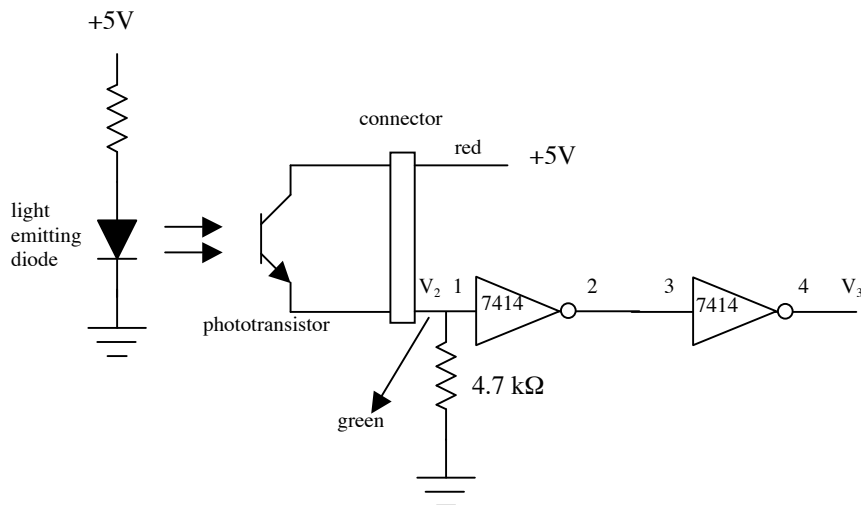 +5V
connector
red
+5V
light
emitting
diode
V2
1
7414
2
3
7414
4
V3
phototransistor
4.7 kΩ
green